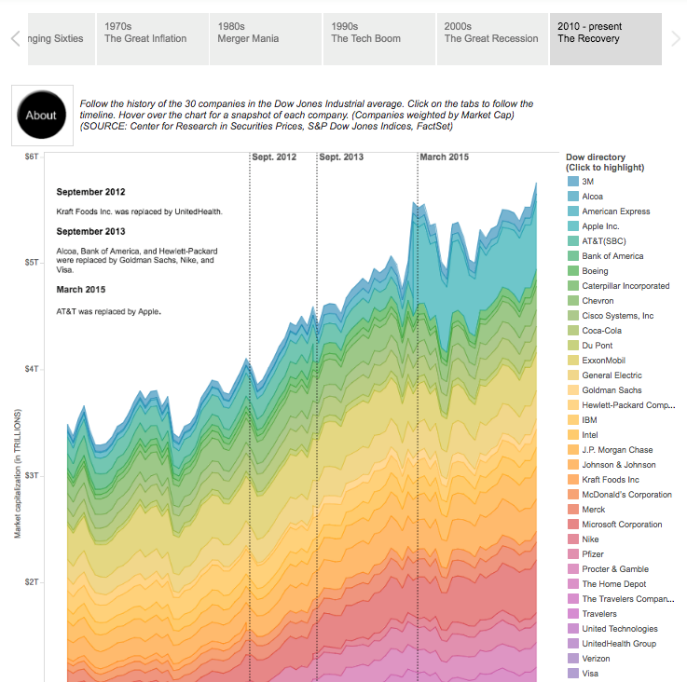 1970s
1980s
1990s
2000s
2010 - present
nging Sixties
The Great Inflation
Merger Mania
The Tech Boom
The Great Recession
The Recovery
About
Follow the history of the 30 companies in the Dow Jones Industrial average. Click on the tabs to follow the
timeline. Hover over the chart for a snapshot of each company. (Companies weighted by Market Cap)
(SOURCE: Center for Research in Securities Prices, S&P Dow Jones Indices, FactSet)
$6T
Sept. 2012
Sept. 2013
March 2015
September 2012
Kraft Foods Inc. was replaced by UnitedHealth.
September 2013
Alcoa, Bank of America, and Hewlett-Packard
were replaced by Goldman Sachs, Nike, and
Visa.
March 2015
AT&T was replaced by Apple.
$5T
$4T
$3T
$2T
Market capitalization (in TRILLIONS)
Dow directory
(Click to highlight)
3M
Alcoa
American Express
Apple Inc.
AT&T(SBC)
Bank of America
Boeing
Caterpillar Incorporated
Chevron
Cisco Systems, Inc
Coca-Cola
Du Pont
ExxonMobil
General Electric
Goldman Sachs
Hewlett-Packard Comp...
IBM
Intel
J.P. Morgan Chase
Johnson & Johnson
Kraft Foods Inc
McDonald's Corporation
Merck
Microsoft Corporation
Nike
Pfizer
Procter & Gamble
The Home Depot
The Travelers Compan...
Travelers
United Technologies
UnitedHealth Group
Verizon
Visa